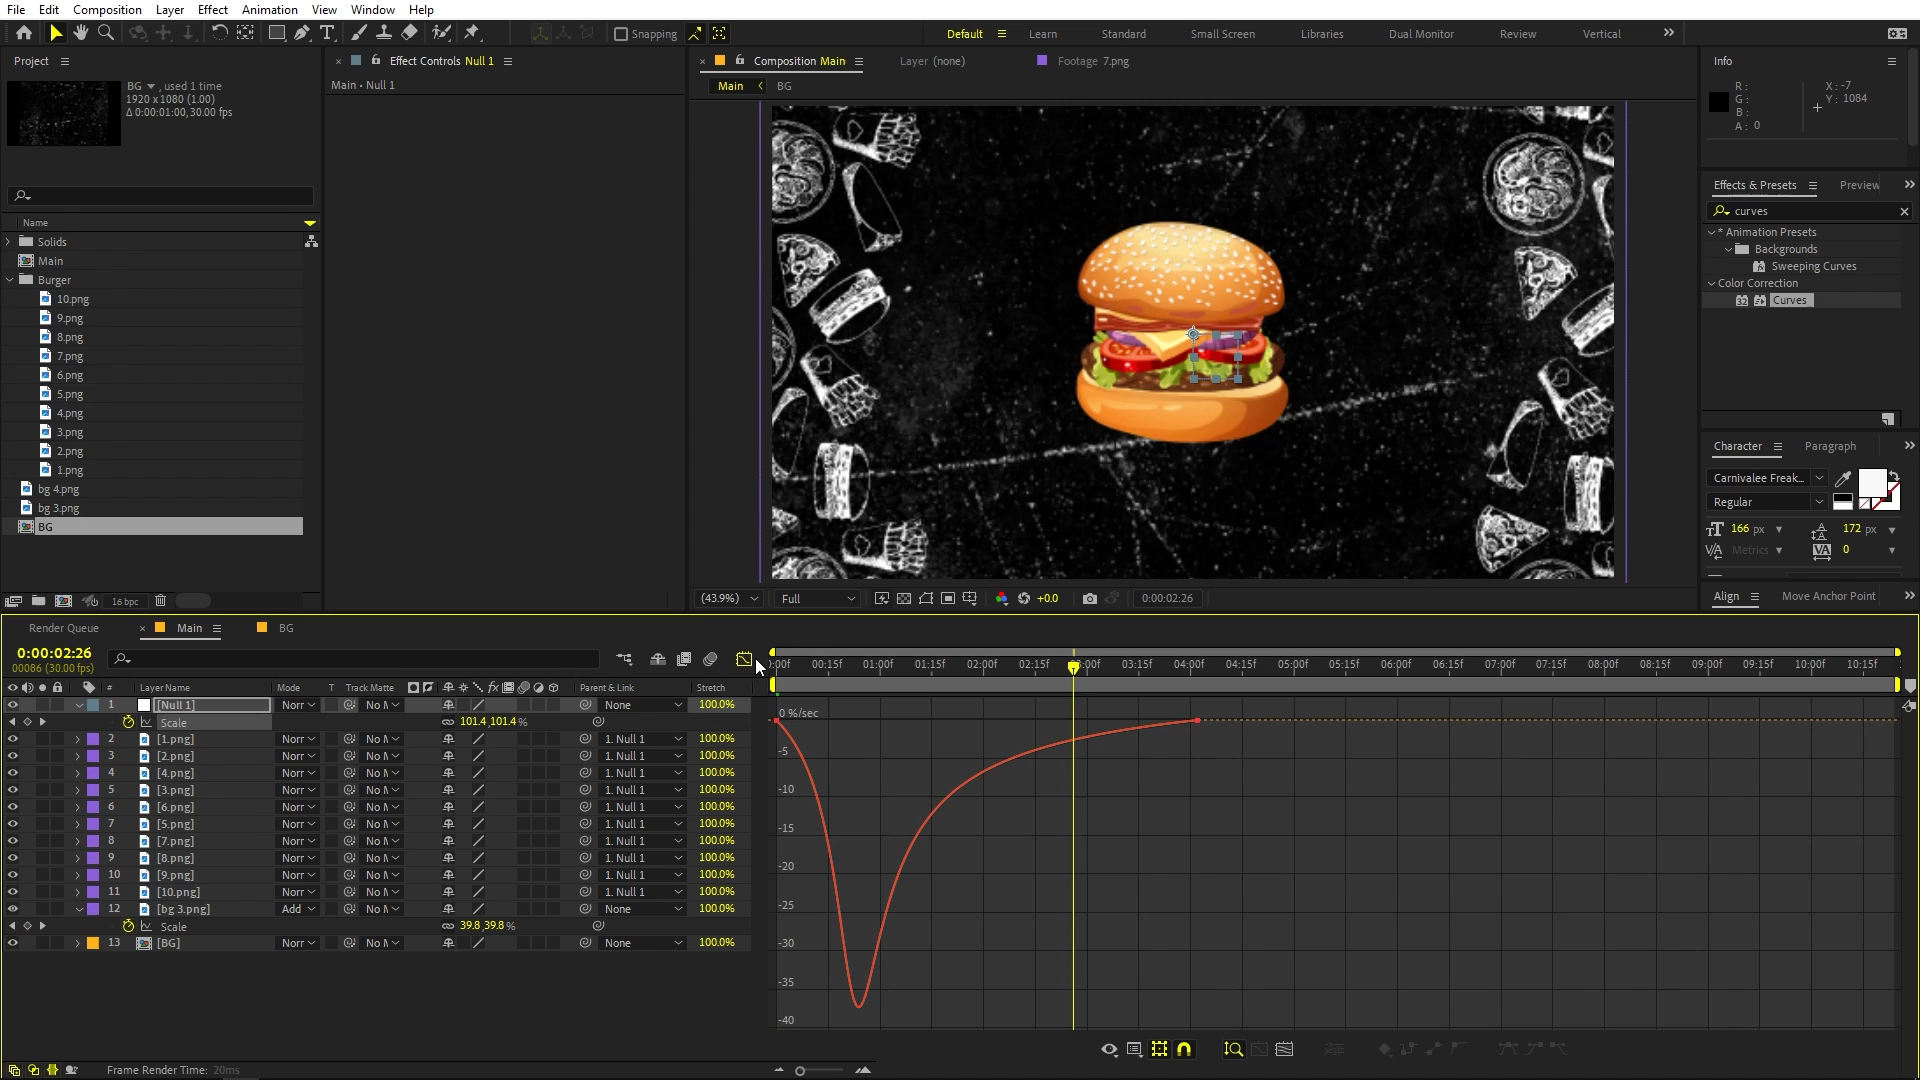 File Edit Composition Layer Effect Animation View Window Help
Snapping
Default Learn Standard Small Screen Libraries Dual Monitor Review Vertical
Project
BG , used 1 time
1920 x 1080 (1.00)
Δ 0:00:01:00, 30.00 fps
Name
Solids
Main
Burger
10.png
9.png
8.png
7.png
6.png
5.png
4.png
3.png
2.png
1.png
bg 4.png
bg 3.png
BG
16 bpc
Effect Controls Null 1
Main • Null 1
Composition Main Layer (none) Footage 7.png
Main BG
(43.9%) Full +0.0 0:00:02:26
Info
R : X : -7
G : Y : 1084
B :
A : 0
Effects & Presets Preview
curves
* Animation Presets
Backgrounds
Sweeping Curves
Color Correction
Curves
Character Paragraph
Carnivalee Freak...
Regular
166 px 172 px
Metrics 0
Align Move Anchor Point
Render Queue Main BG
0:00:02:26
00086 (30.00 fps)
:00f 00:15f 01:00f 01:15f 02:00f 02:15f :00f 03:15f 04:00f 04:15f 05:00f 05:15f 06:00f 06:15f 07:00f 07:15f 08:00f 08:15f 09:00f 09:15f 10:00f 10:15f
# Layer Name Mode T Track Matte fx Parent & Link Stretch
1 [Null 1] Norr No M None 100.0%
Scale 101.4 ,101.4 %
2 [1.png] Norr No M 1. Null 1 100.0%
3 [2.png] Norr No M 1. Null 1 100.0%
4 [4.png] Norr No M 1. Null 1 100.0%
5 [3.png] Norr No M 1. Null 1 100.0%
6 [6.png] Norr No M 1. Null 1 100.0%
7 [5.png] Norr No M 1. Null 1 100.0%
8 [7.png] Norr No M 1. Null 1 100.0%
9 [8.png] Norr No M 1. Null 1 100.0%
10 [9.png] Norr No M 1. Null 1 100.0%
11 [10.png] Norr No M 1. Null 1 100.0%
12 [bg 3.png] Add No M None 100.0%
Scale 39.8 ,39.8 %
13 [BG] Norr No M None 100.0%
0 %/sec
-5
-10
-15
-20
-25
-30
-35
-40
Frame Render Time: 20ms